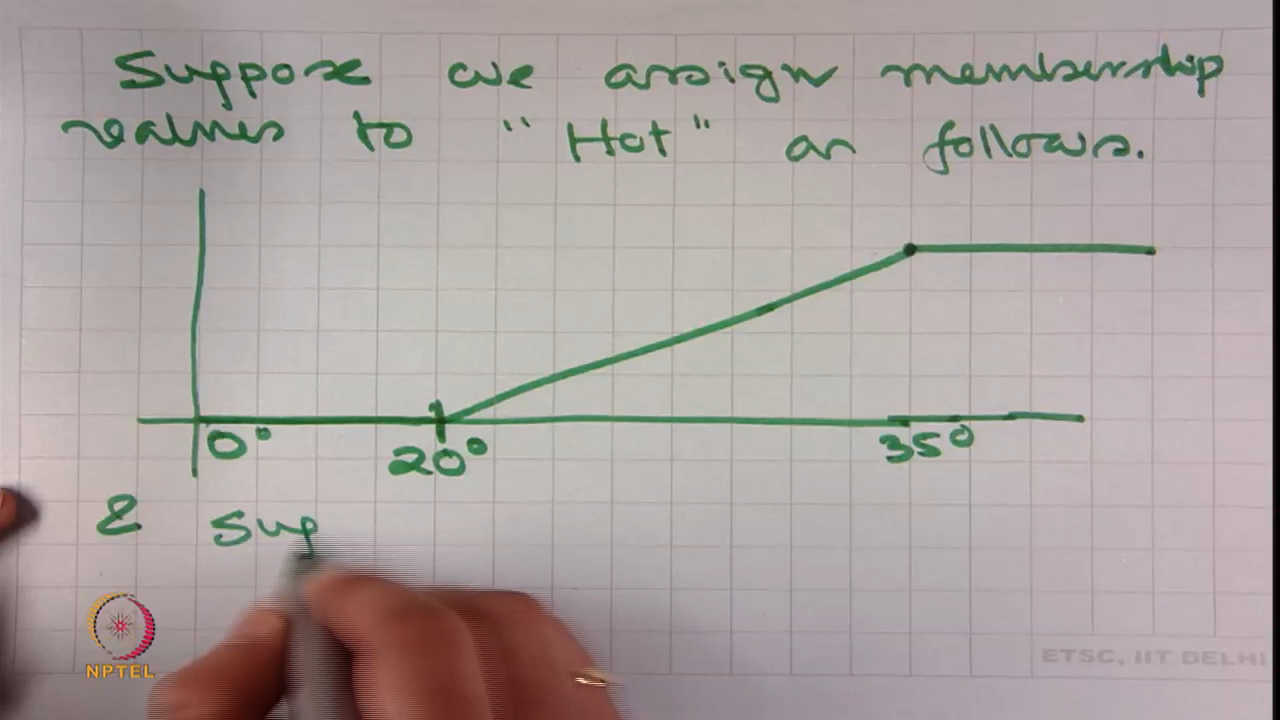 Suppose we assign membership
values to "Hot" as follows.
0° 20° 35°
& Sup
NPTEL
ETSC, IIT DELHI